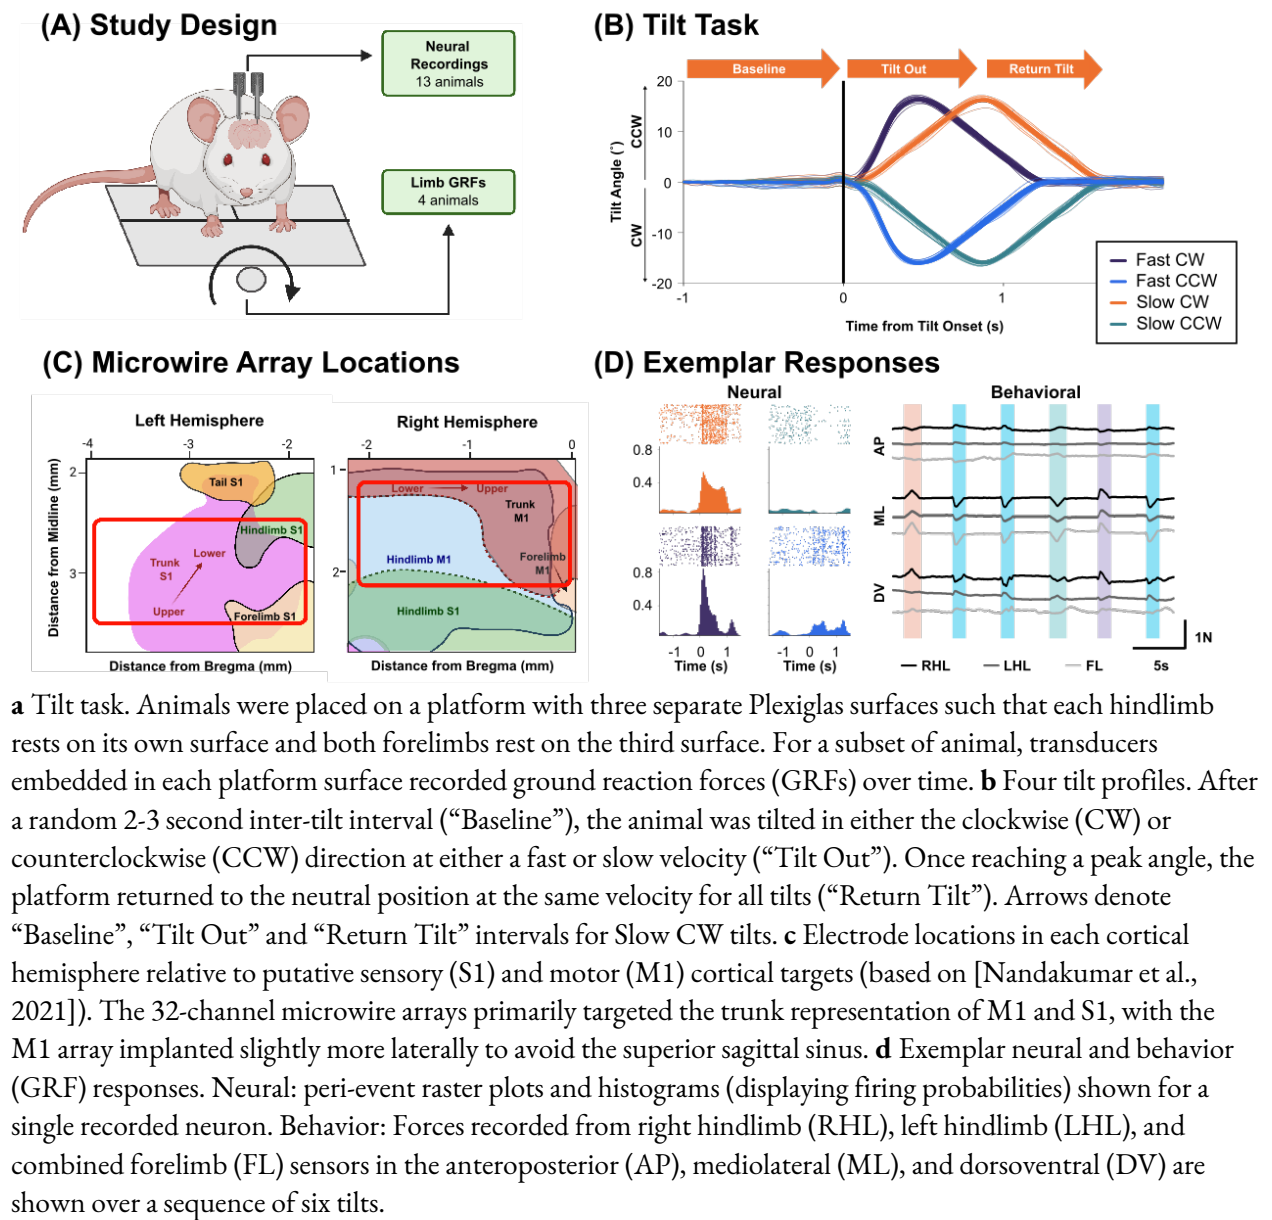 (A) Study Design
Neural
Recordings
13 animals
Limb GRFs
4 animals
(B) Tilt Task
Baseline
Tilt Out
Return Tilt
20
10
0
-10
-20
CCW
Tilt Angle (°)
CW
-1
0
1
Time from Tilt Onset (s)
Fast CW
Fast CCW
Slow CW
Slow CCW
(C) Microwire Array Locations
Left Hemisphere
-4
-3
-2
2
3
Distance from Midline (mm)
Tail S1
Hindlimb S1
Trunk
S1
Lower
Upper
Forelimb S1
Distance from Bregma (mm)
Right Hemisphere
-2
-1
0
1
2
Lower
Upper
Trunk
M1
Hindlimb M1
Forelimb
M1
Hindlimb S1
Distance from Bregma (mm)
(D) Exemplar Responses
Neural
0.8
0.4
0.8
0.4
-1 0 1
Time (s)
-1 0 1
Time (s)
Behavioral
AP
ML
DV
1N
5s
RHL
LHL
FL
a Tilt task. Animals were placed on a platform with three separate Plexiglas surfaces such that each hindlimb
rests on its own surface and both forelimbs rest on the third surface. For a subset of animal, transducers
embedded in each platform surface recorded ground reaction forces (GRFs) over time. b Four tilt profiles. After
a random 2-3 second inter-tilt interval (“Baseline”), the animal was tilted in either the clockwise (CW) or
counterclockwise (CCW) direction at either a fast or slow velocity (“Tilt Out”). Once reaching a peak angle, the
platform returned to the neutral position at the same velocity for all tilts (“Return Tilt”). Arrows denote
“Baseline”, “Tilt Out” and “Return Tilt” intervals for Slow CW tilts. c Electrode locations in each cortical
hemisphere relative to putative sensory (S1) and motor (M1) cortical targets (based on [Nandakumar et al.,
2021]). The 32-channel microwire arrays primarily targeted the trunk representation of M1 and S1, with the
M1 array implanted slightly more laterally to avoid the superior sagittal sinus. d Exemplar neural and behavior
(GRF) responses. Neural: peri-event raster plots and histograms (displaying firing probabilities) shown for a
single recorded neuron. Behavior: Forces recorded from right hindlimb (RHL), left hindlimb (LHL), and
combined forelimb (FL) sensors in the anteroposterior (AP), mediolateral (ML), and dorsoventral (DV) are
shown over a sequence of six tilts.